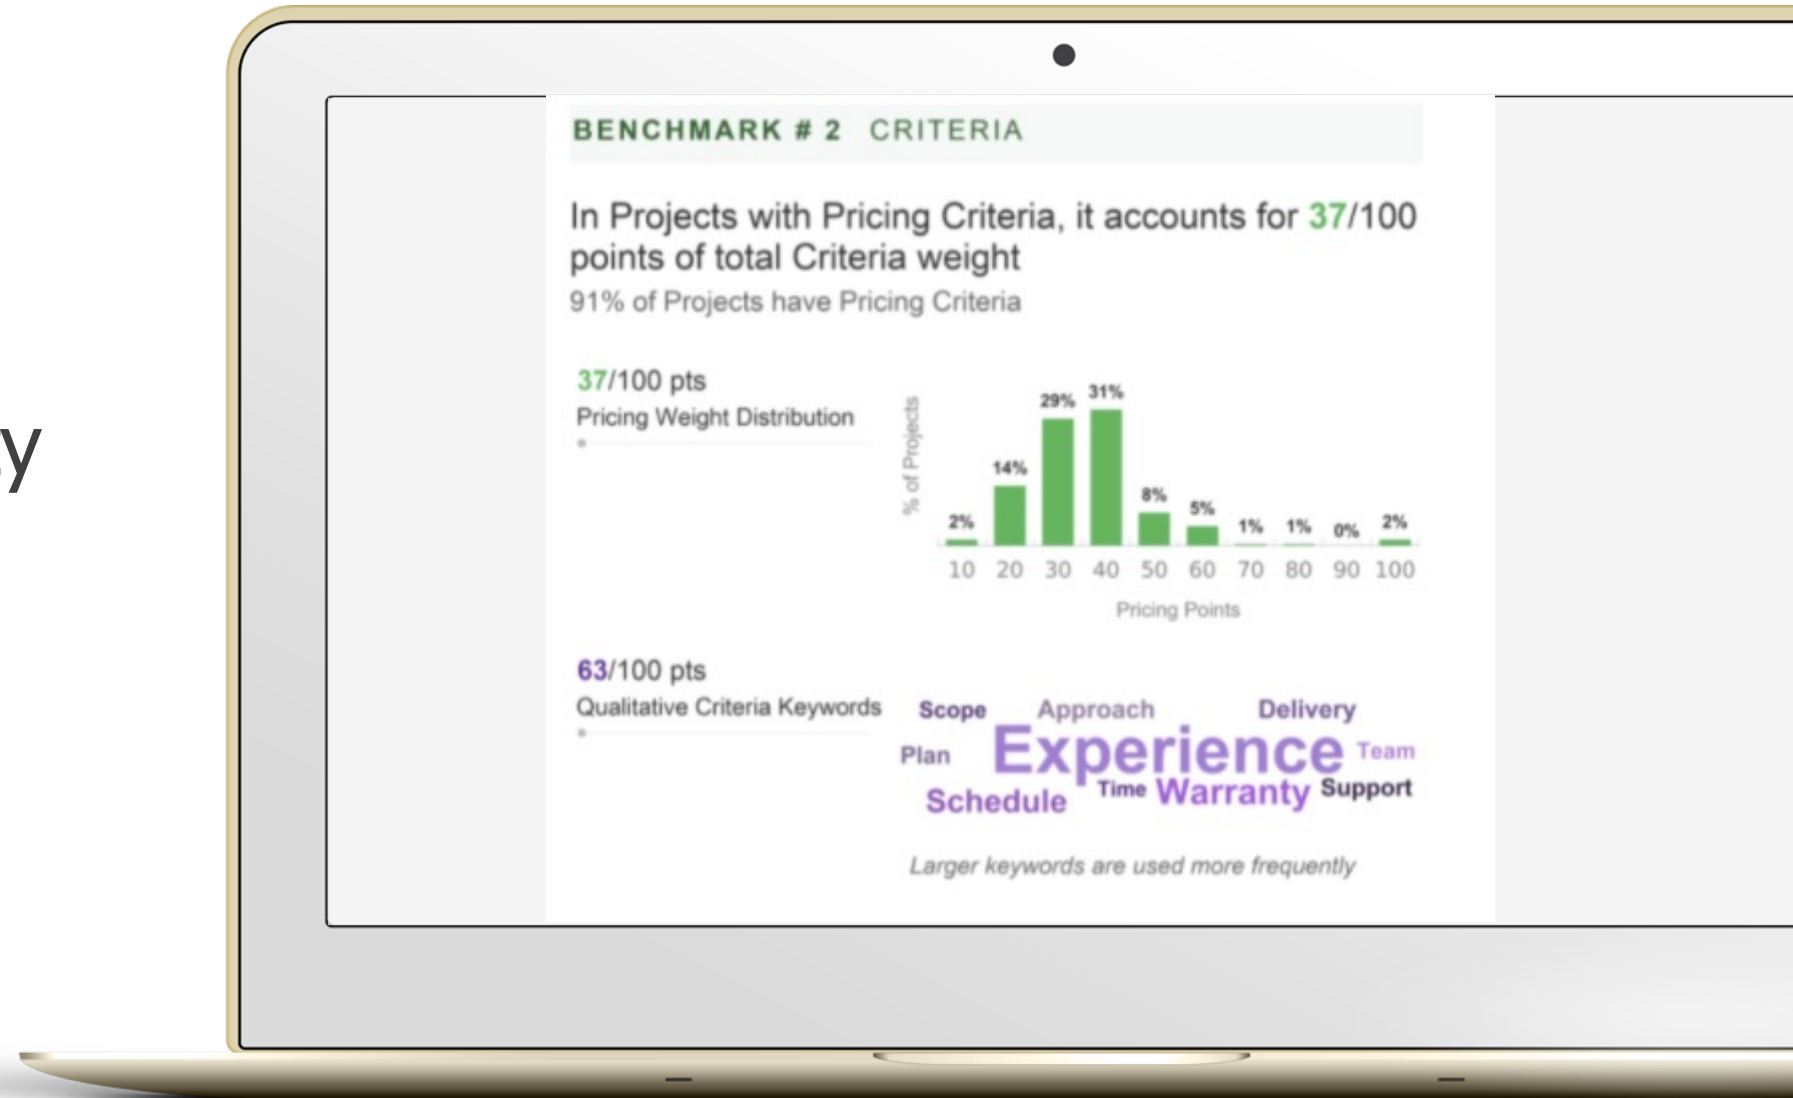 y
BENCHMARK # 2 CRITERIA
In Projects with Pricing Criteria, it accounts for 37/100
points of total Criteria weight
91% of Projects have Pricing Criteria
37/100 pts
Pricing Weight Distribution
% of Projects
2% 14% 29% 31% 8% 5% 1% 1% 0% 2%
10 20 30 40 50 60 70 80 90 100
Pricing Points
63/100 pts
Qualitative Criteria Keywords
Scope Approach Delivery
Plan Experience Team
Schedule Time Warranty Support
Larger keywords are used more frequently